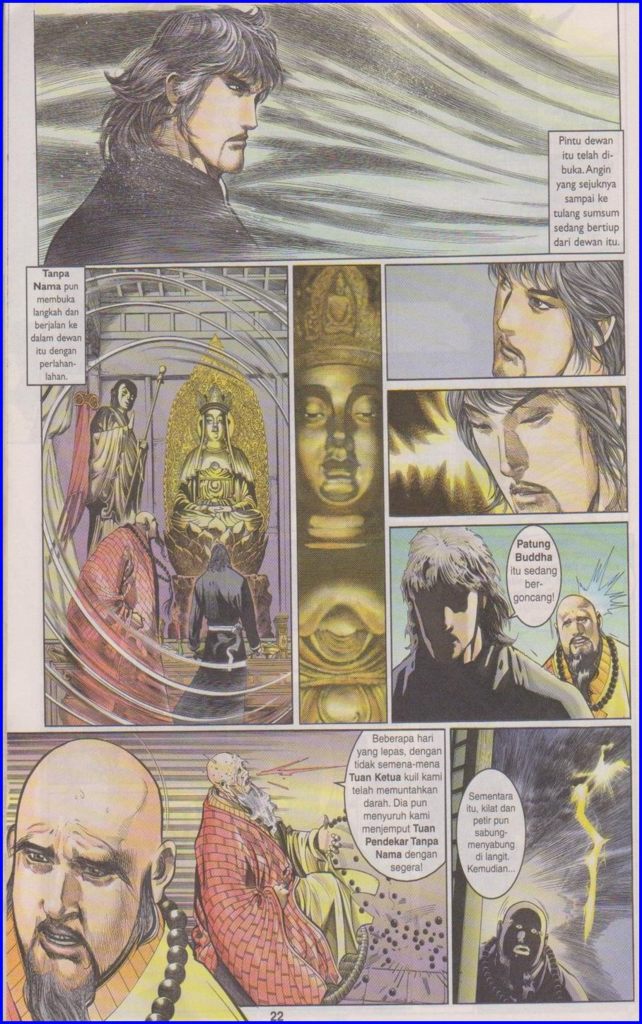 Pintu dewan
itu telah di-
buka. Angin
yang sejuknya
sampai ke
tulang sumsum
sedang bertiup
dari dewan itu.
Tanpa
Nama pun
membuka
langkah dan
berjalan ke
dalam dewan
itu dengan
perlahan-
lahan.
Patung
Buddha
itu sedang
ber-
goncang!
Beberapa hari
yang lepas, dengan
tidak semena-mena
Tuan Ketua kuil kami
telah memuntahkan
darah. Dia pun
menyuruh kami
menjemput Tuan
Pendekar Tanpa
Nama dengan
segera!
Sementara
itu, kilat dan
petir pun
sabung-
menyabung
di langit.
Kemudian...
22